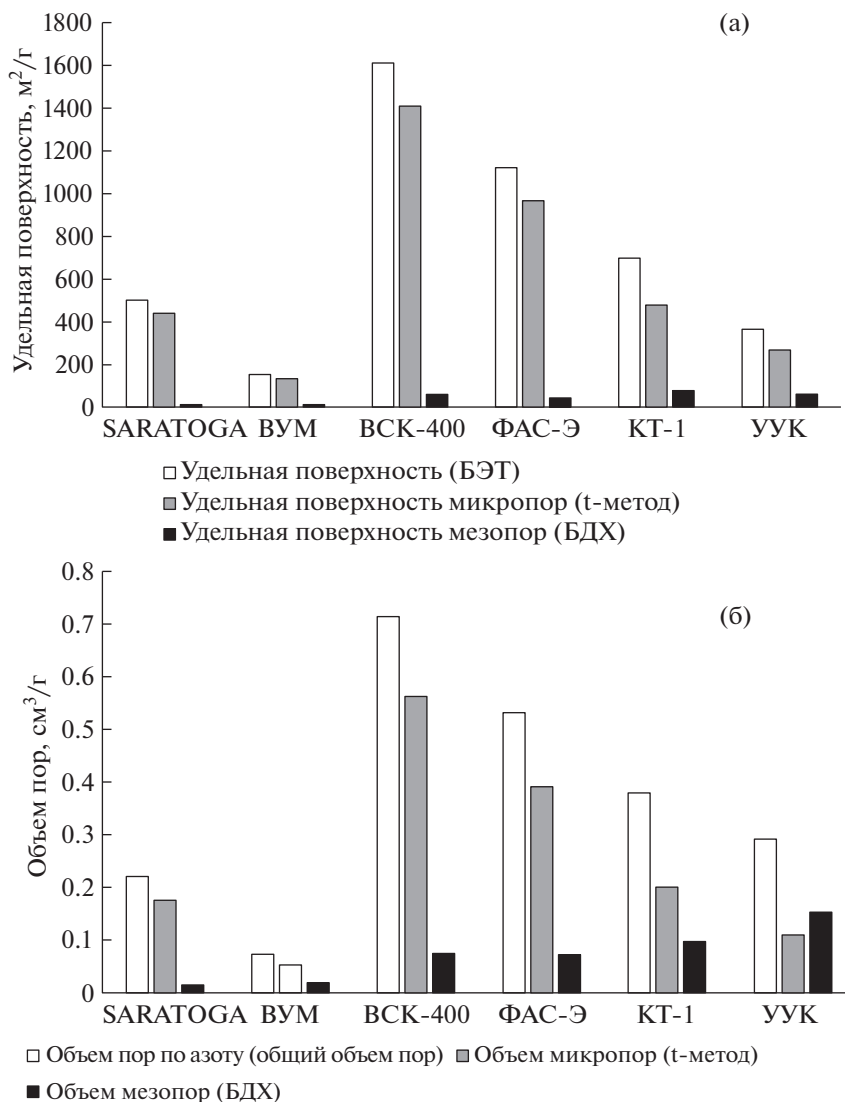 (а)
Удельная поверхность, м²/г
1800
1600
1400
1200
1000
800
600
400
200
0
SARATOGA ВУМ ВСК-400 ФАС-Э КТ-1 УУК
Удельная поверхность (БЭТ)
Удельная поверхность микропор (t-метод)
Удельная поверхность мезопор (БДХ)
(б)
Объем пор, см³/г
0.8
0.7
0.6
0.5
0.4
0.3
0.2
0.1
0
SARATOGA ВУМ ВСК-400 ФАС-Э КТ-1 УУК
Объем пор по азоту (общий объем пор) Объем микропор (t-метод)
Объем мезопор (БДХ)